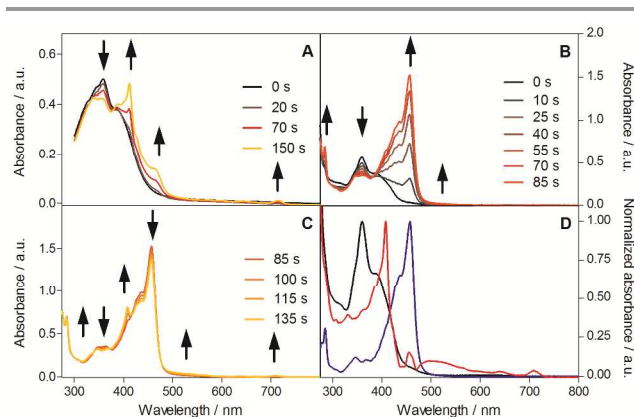 A
Absorbance / a.u.
0.6
0.4
0.2
0.0
0 s
20 s
70 s
150 s
B
0 s
10 s
25 s
40 s
55 s
70 s
85 s
2.0
1.5
1.0
0.5
0.0
Absorbance / a.u.
C
Absorbance / a.u.
1.5
1.0
0.5
0.0
85 s
100 s
115 s
135 s
300 400 500 600 700
Wavelength / nm
D
1.00
0.75
0.50
0.25
0.00
Normalized absorbance
300 400 500 600 700 800
Wavelength / nm